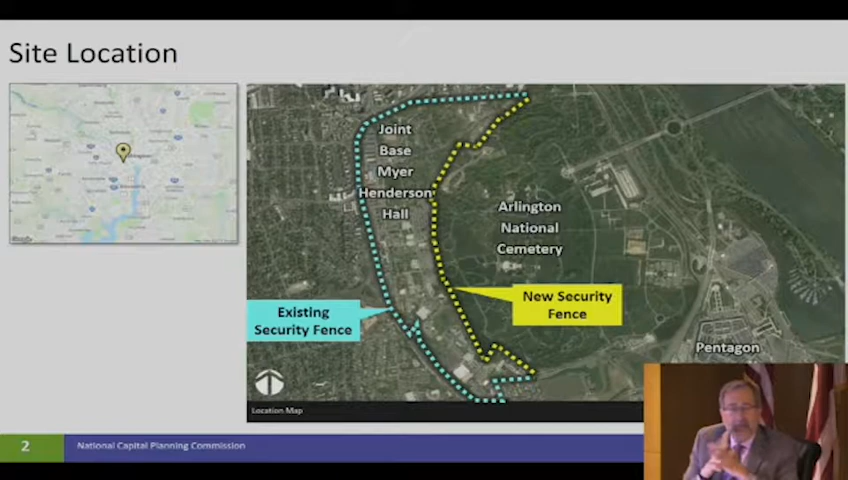 Site Location
Joint
Base
Myer
Henderson
Hall
Arlington
National
Cemetery
New Security
Fence
Existing
Security Fence
Pentagon
Location Map
2
National Capital Planning Commission